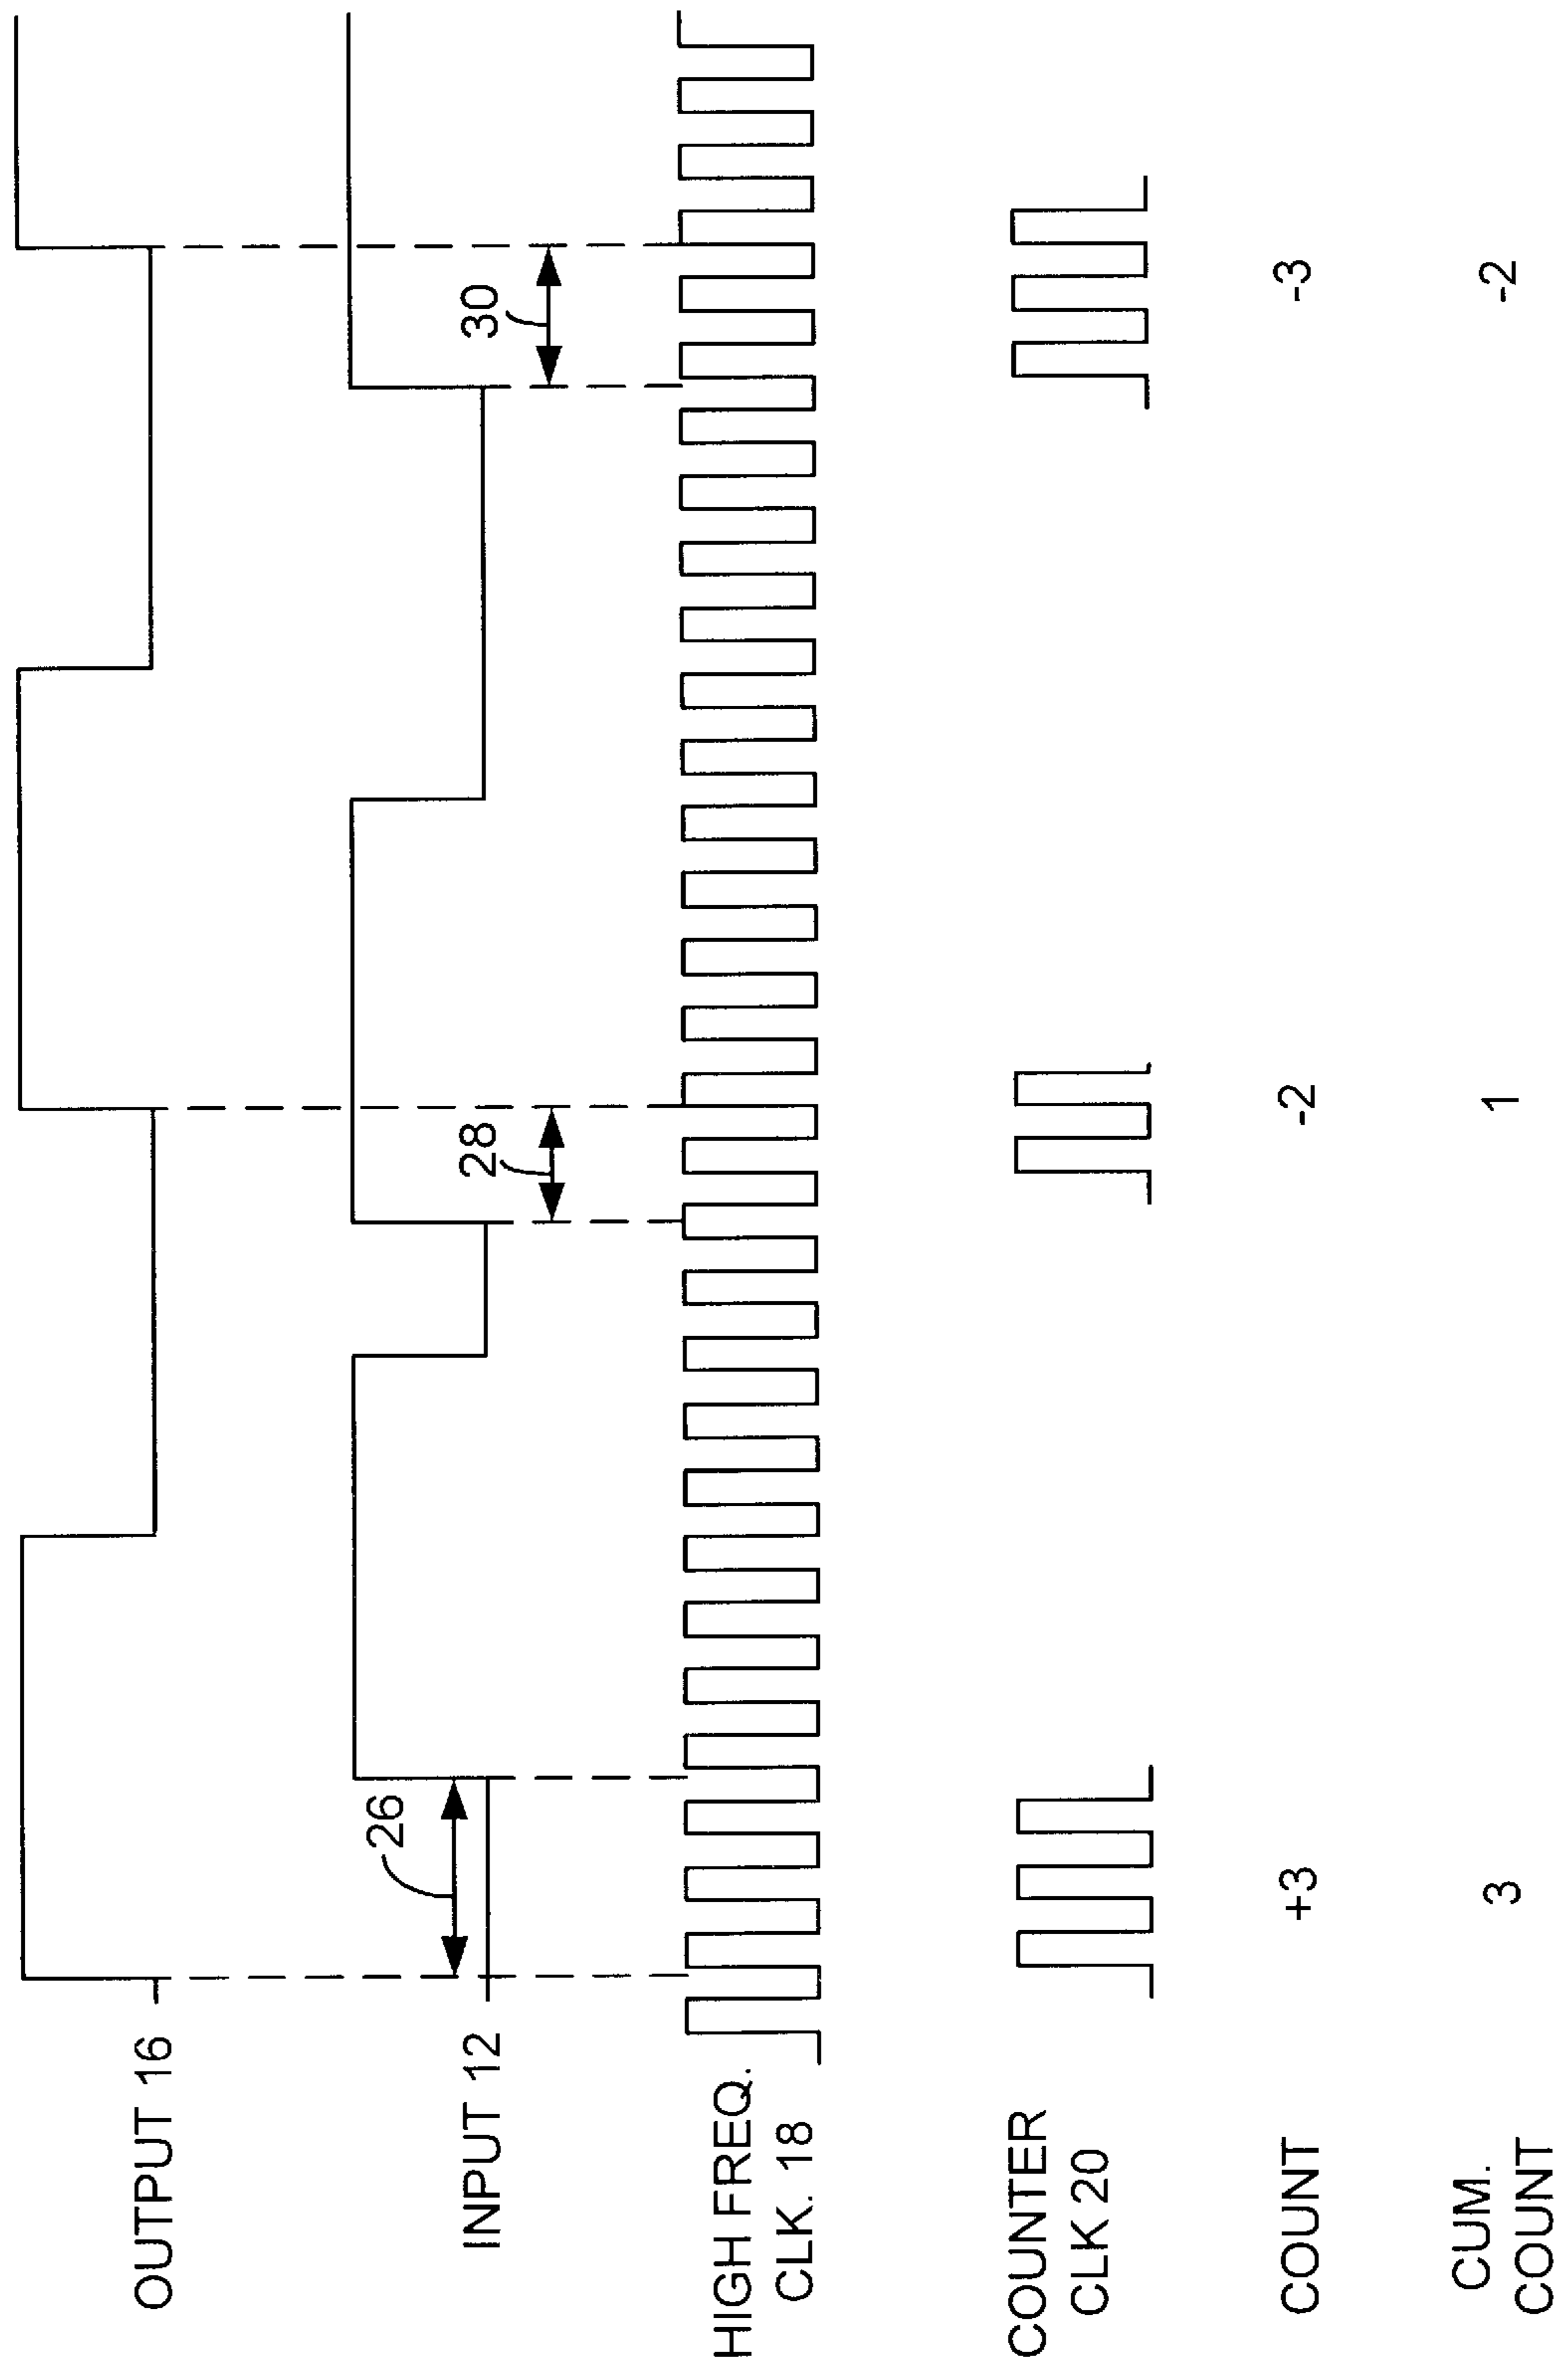 OUTPUT 16
INPUT 12
26
28
30
HIGH FREQ.
CLK. 18
COUNTER
CLK 20
COUNT
+3
-2
-3
CUM.
COUNT
3
1
-2